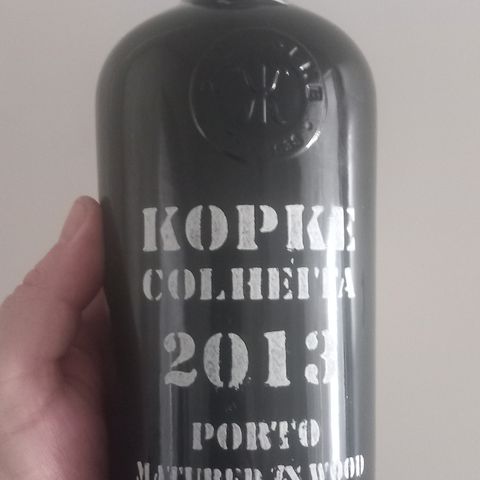 KOPKE
COLHEITA
2013
PORTO
MATURED IN WOOD